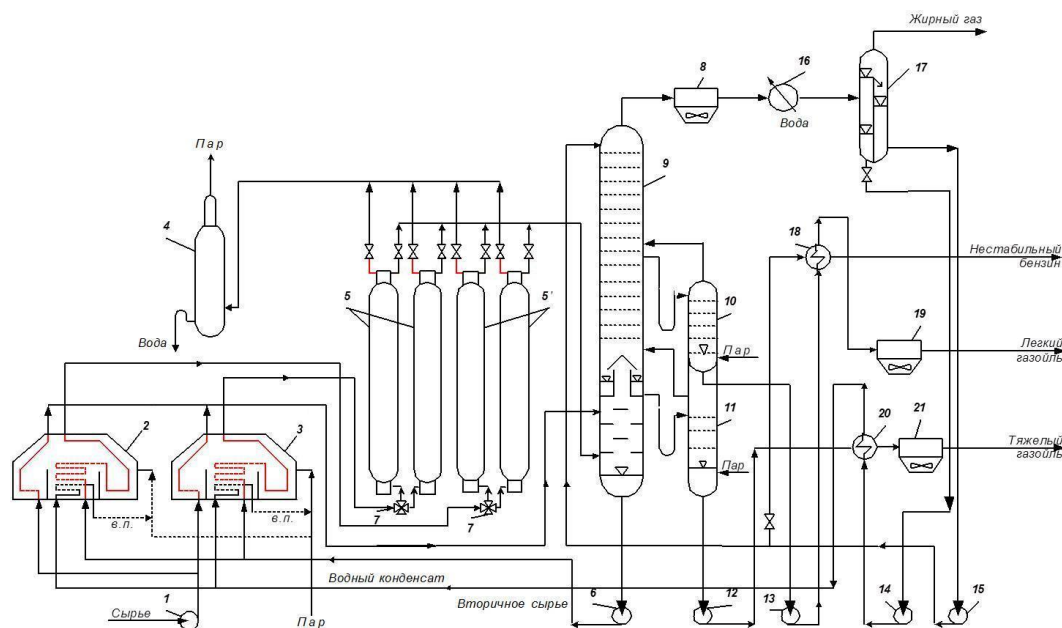 Жирный газ
8
16
17
Вода
9
Пар
4
18
Нестабильный
бензин
5
5'
10
19
Легкий
газойль
Вода
Пар
11
2
3
20
21
Тяжелый
газойль
Пар
7
7
в.п.
в.п.
Водный конденсат
1
Сырье
Вторичное сырье
6
12
13
14
15
Пар